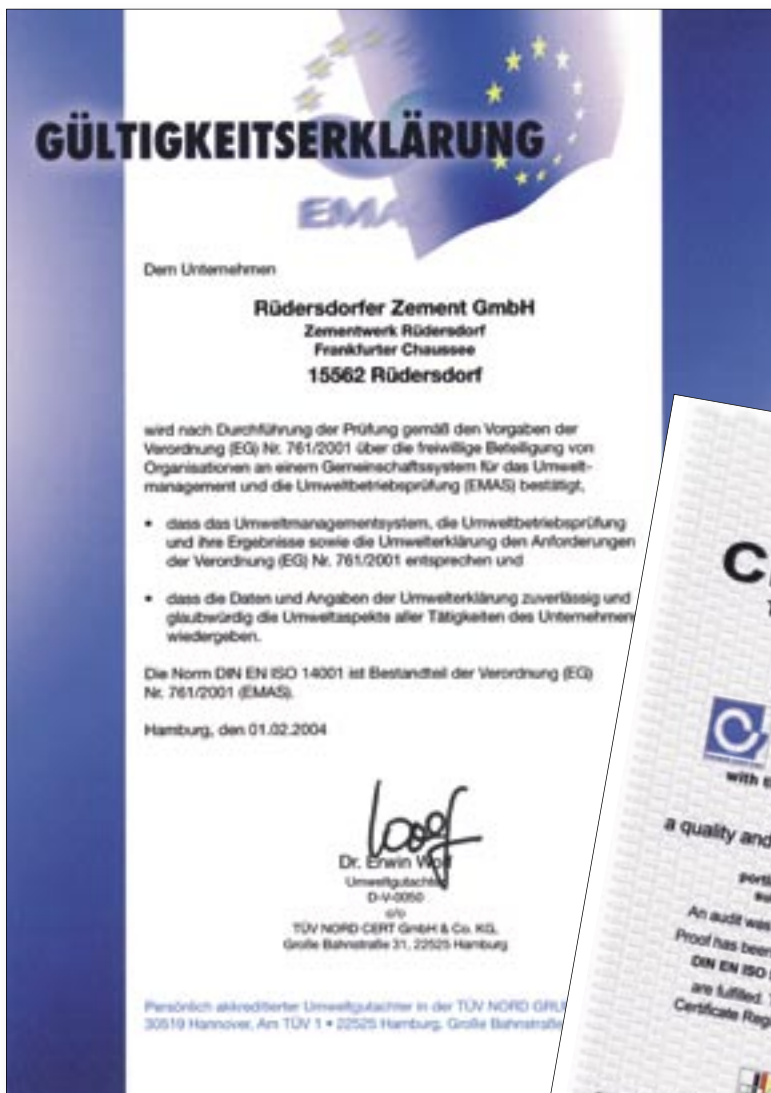 GÜLTIGKEITSERKLÄRUNG
EMAS
Dem Unternehmen
Rüdersdorfer Zement GmbH
Zementwerk Rüdersdorf
Frankfurter Chaussee
15562 Rüdersdorf
wird nach Durchführung der Prüfung gemäß den Vorgaben der
Verordnung (EG) Nr. 761/2001 über die freiwillige Beteiligung von
Organisationen an einem Gemeinschaftssystem für das Umwelt-
management und die Umweltbetriebsprüfung (EMAS) bestätigt,
• dass das Umweltmanagementsystem, die Umweltbetriebsprüfung
und ihre Ergebnisse sowie die Umwelterklärung den Anforderungen
der Verordnung (EG) Nr. 761/2001 entsprechen und
• dass die Daten und Angaben der Umwelterklärung zuverlässig und
glaubwürdig die Umweltaspekte aller Tätigkeiten des Unternehmen
wiedergeben.
Die Norm DIN EN ISO 14001 ist Bestandteil der Verordnung (EG)
Nr. 761/2001 (EMAS).
Hamburg, den 01.02.2004
Dr. Erwin Wolf
Umweltgutachter
D-V-0050
c/o
TÜV NORD CERT GmbH & Co. KG,
Große Bahnstraße 31, 22525 Hamburg
Persönlich akkreditierter Umweltgutachter in der TÜV NORD GRU
30519 Hannover, Am TÜV 1 • 22525 Hamburg, Große Bahnstraße
C
with
a quality and
An audit was
Proof has been
DIN EN ISO
are fulfilled.
Certificate Reg